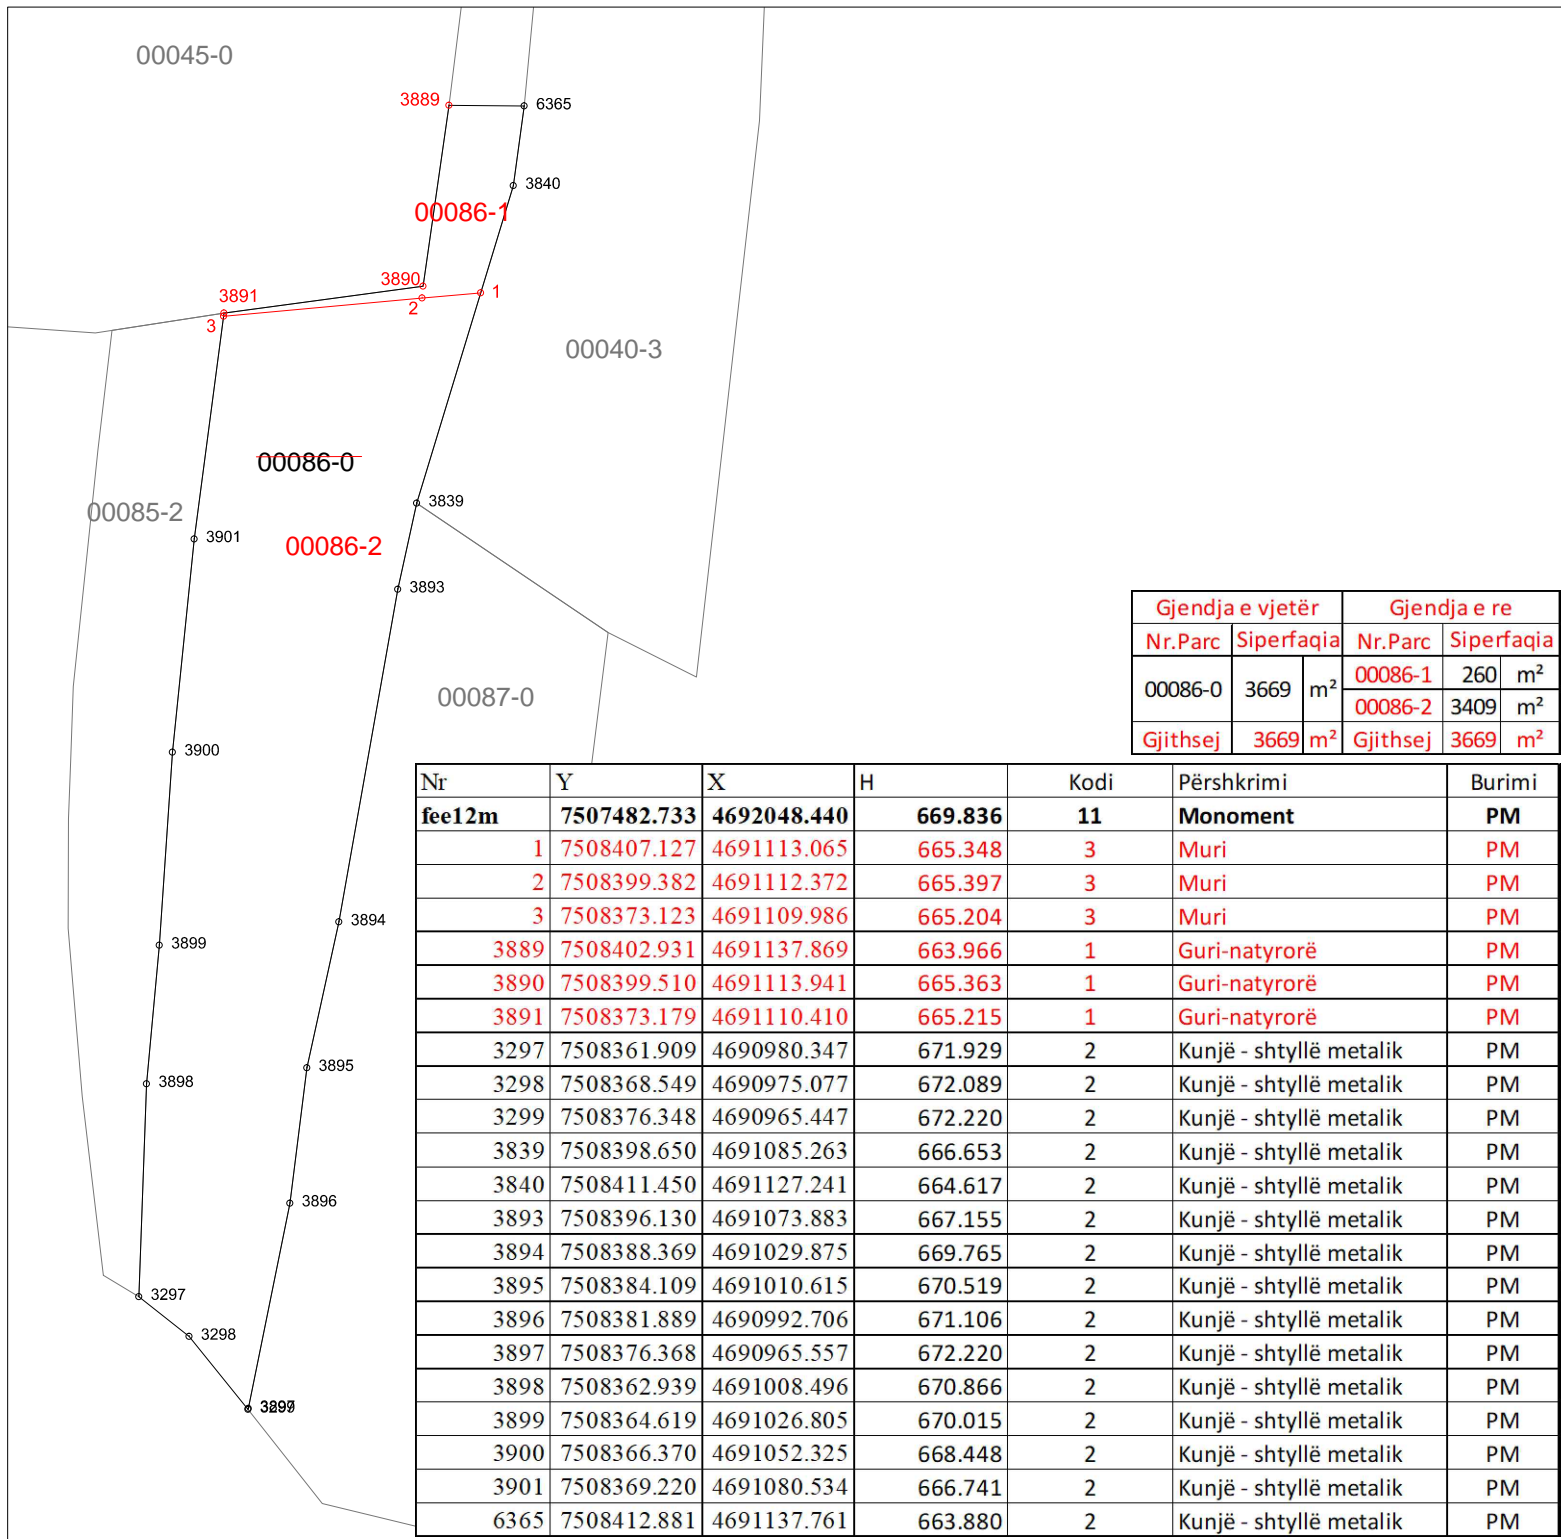 00045-0
3889
6365
3840
00086-1
3890
3891
1
2
3
00040-3
00086-0
00085-2
3839
3901
00086-2
3893
00087-0
3900
3894
3899
3895
3898
3896
3297
3298
Gjendja e vjetër Gjendja e re
Nr.Parc Siperfaqia Nr.Parc Siperfaqia
00086-0 3669 m² 00086-1 260 m²
00086-2 3409 m²
Gjithsej 3669 m² Gjithsej 3669 m²
Nr Y X H Kodi Përshkrimi Burimi
fee12m 7507482.733 4692048.440 669.836 11 Monoment PM
1 7508407.127 4691113.065 665.348 3 Muri PM
2 7508399.382 4691112.372 665.397 3 Muri PM
3 7508373.123 4691109.986 665.204 3 Muri PM
3889 7508402.931 4691137.869 663.966 1 Guri-natyrorë PM
3890 7508399.510 4691113.941 665.363 1 Guri-natyrorë PM
3891 7508373.179 4691110.410 665.215 1 Guri-natyrorë PM
3297 7508361.909 4690980.347 671.929 2 Kunjë - shtyllë metalik PM
3298 7508368.549 4690975.077 672.089 2 Kunjë - shtyllë metalik PM
3299 7508376.348 4690965.447 672.220 2 Kunjë - shtyllë metalik PM
3839 7508398.650 4691085.263 666.653 2 Kunjë - shtyllë metalik PM
3840 7508411.450 4691127.241 664.617 2 Kunjë - shtyllë metalik PM
3893 7508396.130 4691073.883 667.155 2 Kunjë - shtyllë metalik PM
3894 7508388.369 4691029.875 669.765 2 Kunjë - shtyllë metalik PM
3895 7508384.109 4691010.615 670.519 2 Kunjë - shtyllë metalik PM
3896 7508381.889 4690992.706 671.106 2 Kunjë - shtyllë metalik PM
3897 7508376.368 4690965.557 672.220 2 Kunjë - shtyllë metalik PM
3898 7508362.939 4691008.496 670.866 2 Kunjë - shtyllë metalik PM
3899 7508364.619 4691026.805 670.015 2 Kunjë - shtyllë metalik PM
3900 7508366.370 4691052.325 668.448 2 Kunjë - shtyllë metalik PM
3901 7508369.220 4691080.534 666.741 2 Kunjë - shtyllë metalik PM
6365 7508412.881 4691137.761 663.880 2 Kunjë - shtyllë metalik PM